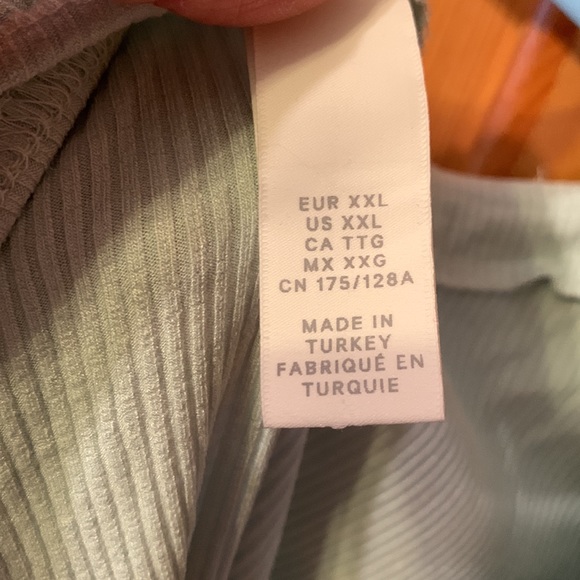 EUR XXL
US XXL
CA TTG
MX XXG
CN 175/128A
MADE IN
TURKEY
FABRIQUÉ EN
TURQUIE